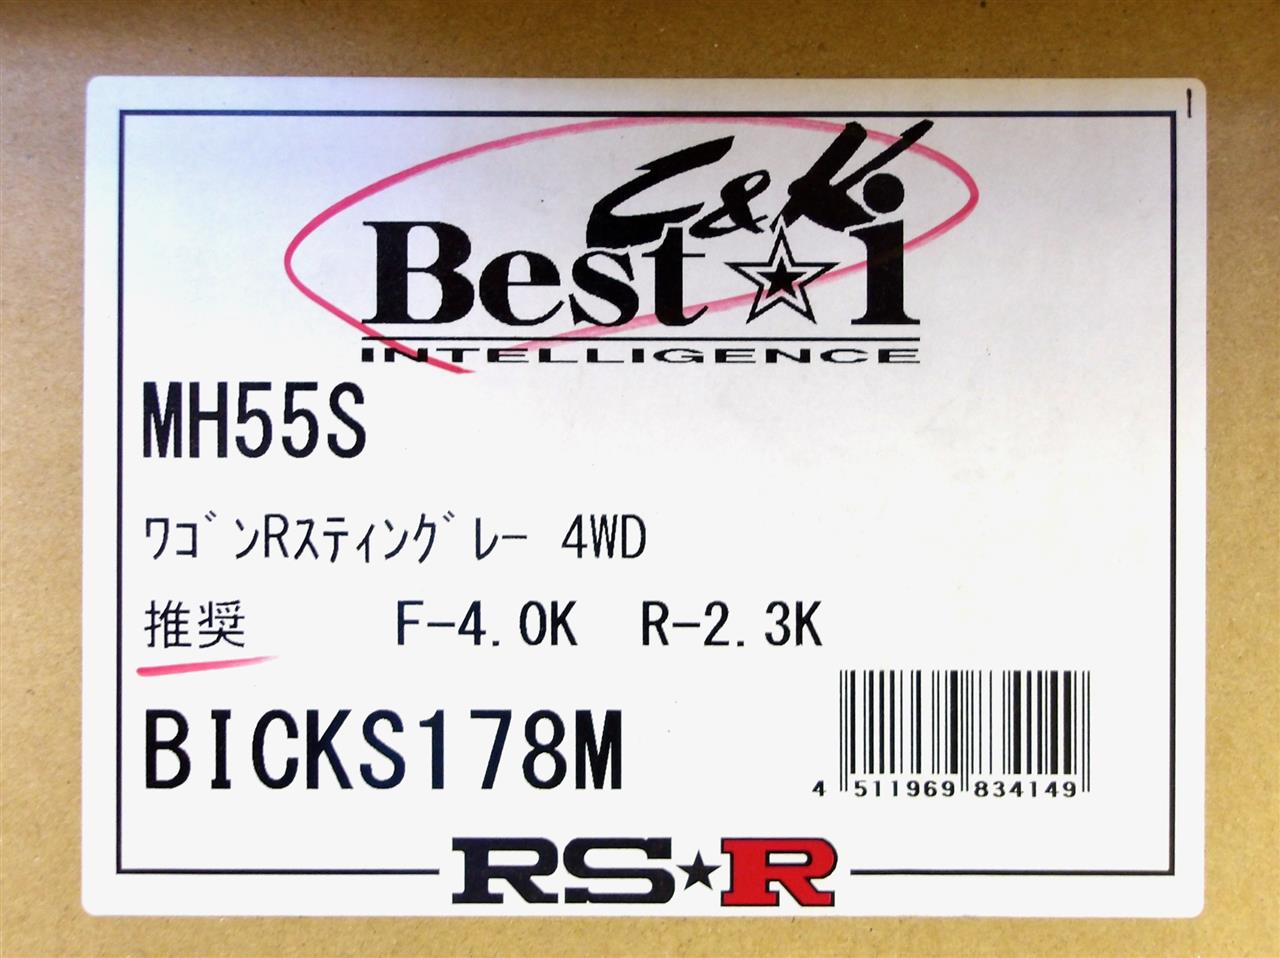 C&K
Best☆i
INTELLIGENCE
MH55S
ﾜｺﾞﾝRｽﾃｨﾝｸﾞﾚｰ 4WD
推奨 F-4.0K R-2.3K
BICKS178M
4 511969 834149
RS★R